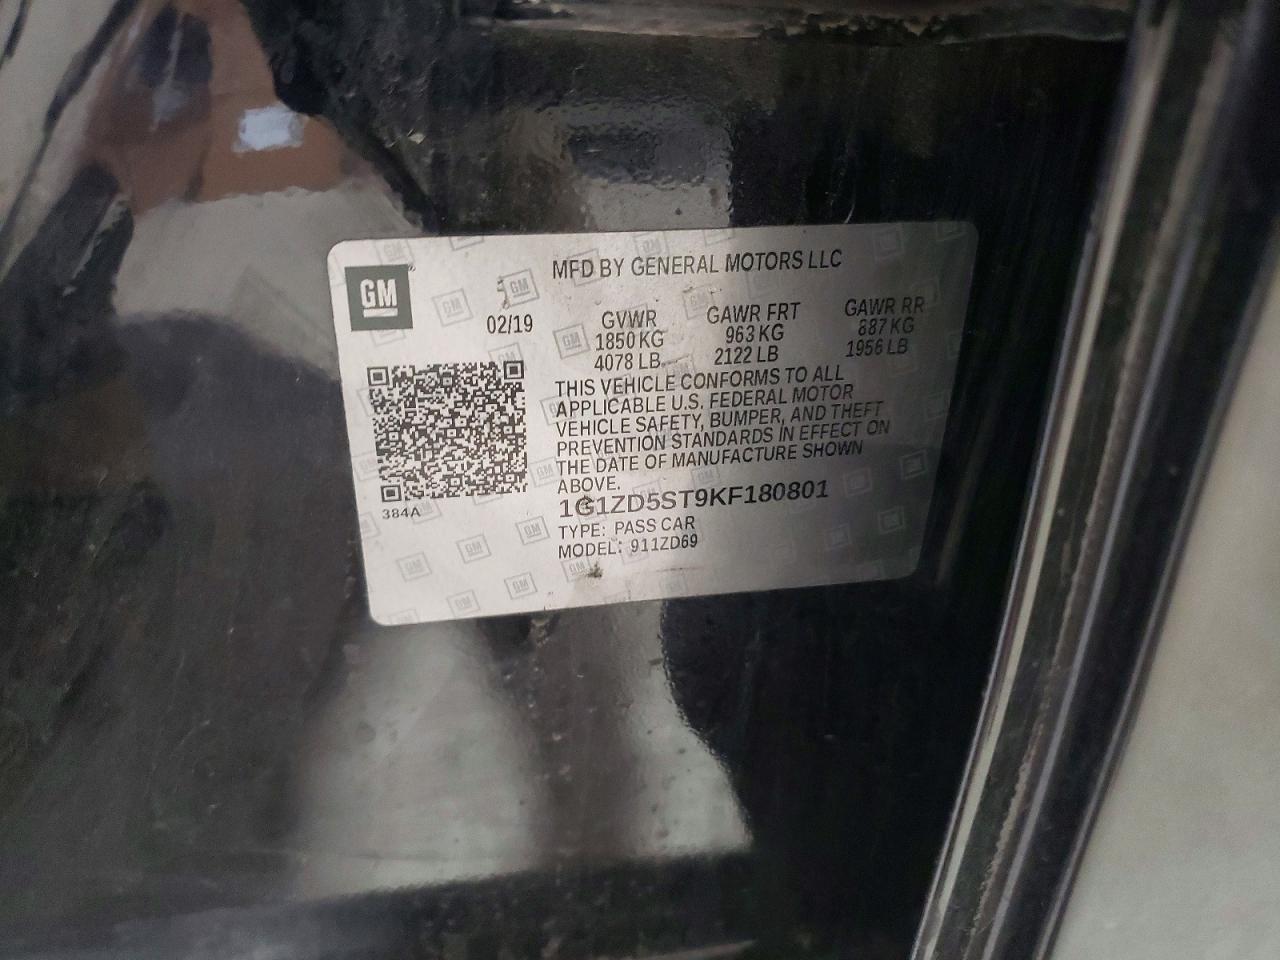 GM
MFD BY GENERAL MOTORS LLC
02/19
GVWR GAWR FRT GAWR RR
1850 KG 963 KG 887 KG
4078 LB 2122 LB 1956 LB
THIS VEHICLE CONFORMS TO ALL
APPLICABLE U.S. FEDERAL MOTOR
VEHICLE SAFETY, BUMPER, AND THEFT
PREVENTION STANDARDS IN EFFECT ON
THE DATE OF MANUFACTURE SHOWN
ABOVE.
384A
1G1ZD5ST9KF180801
TYPE: PASS CAR
MODEL: 911ZD69